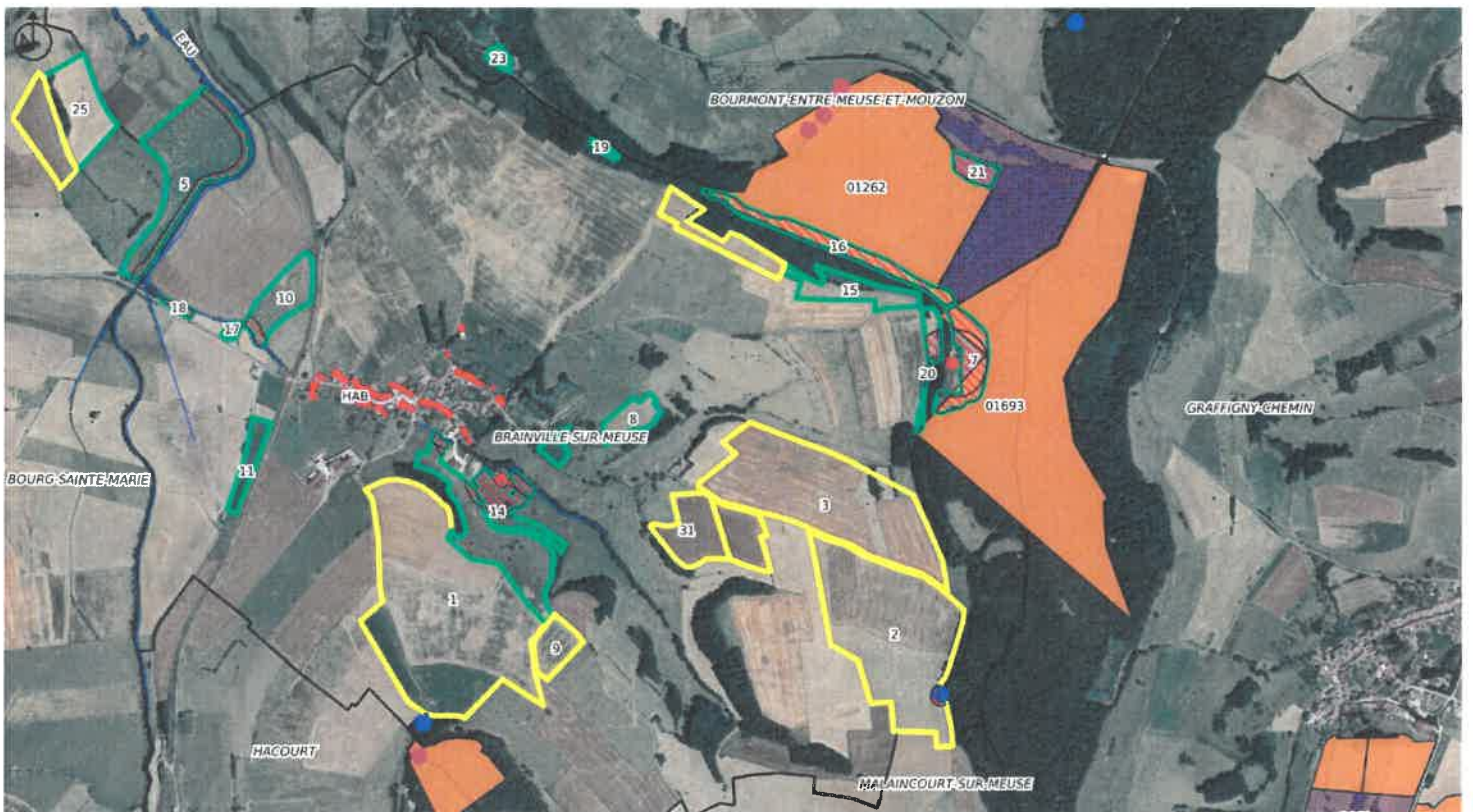 EAU
23
25
BOURMONT-ENTRE-MEUSE-ET-MOUZON
19
21
5
01262
16
15
10
18
17
7
20
HAB
01693
8
GRAFFIGNY-CHEMIN
BRAINVILLE-SUR-MEUSE
11
BOURG-SAINTE-MARIE
3
14
31
1
2
9
HACOURT
MALAINCOURT-SUR-MEUSE